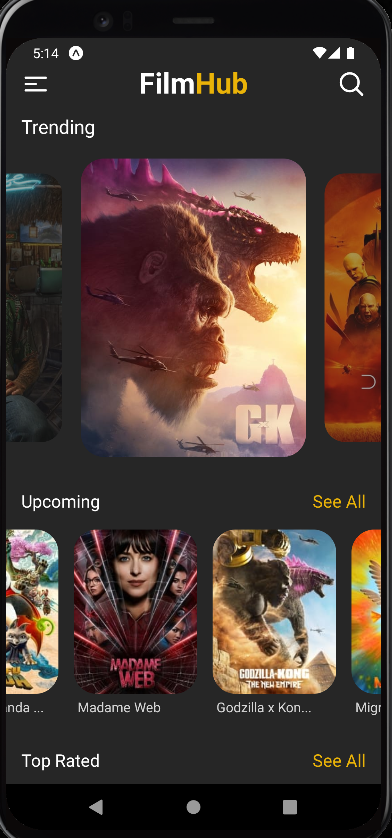 5:14
FilmHub
Trending
G×K
Upcoming
See All
MADAME
WEB
GODZILLA × KONG
THE NEW EMPIRE
nda ...
Madame Web
Godzilla x Kon...
Migr
Top Rated
See All